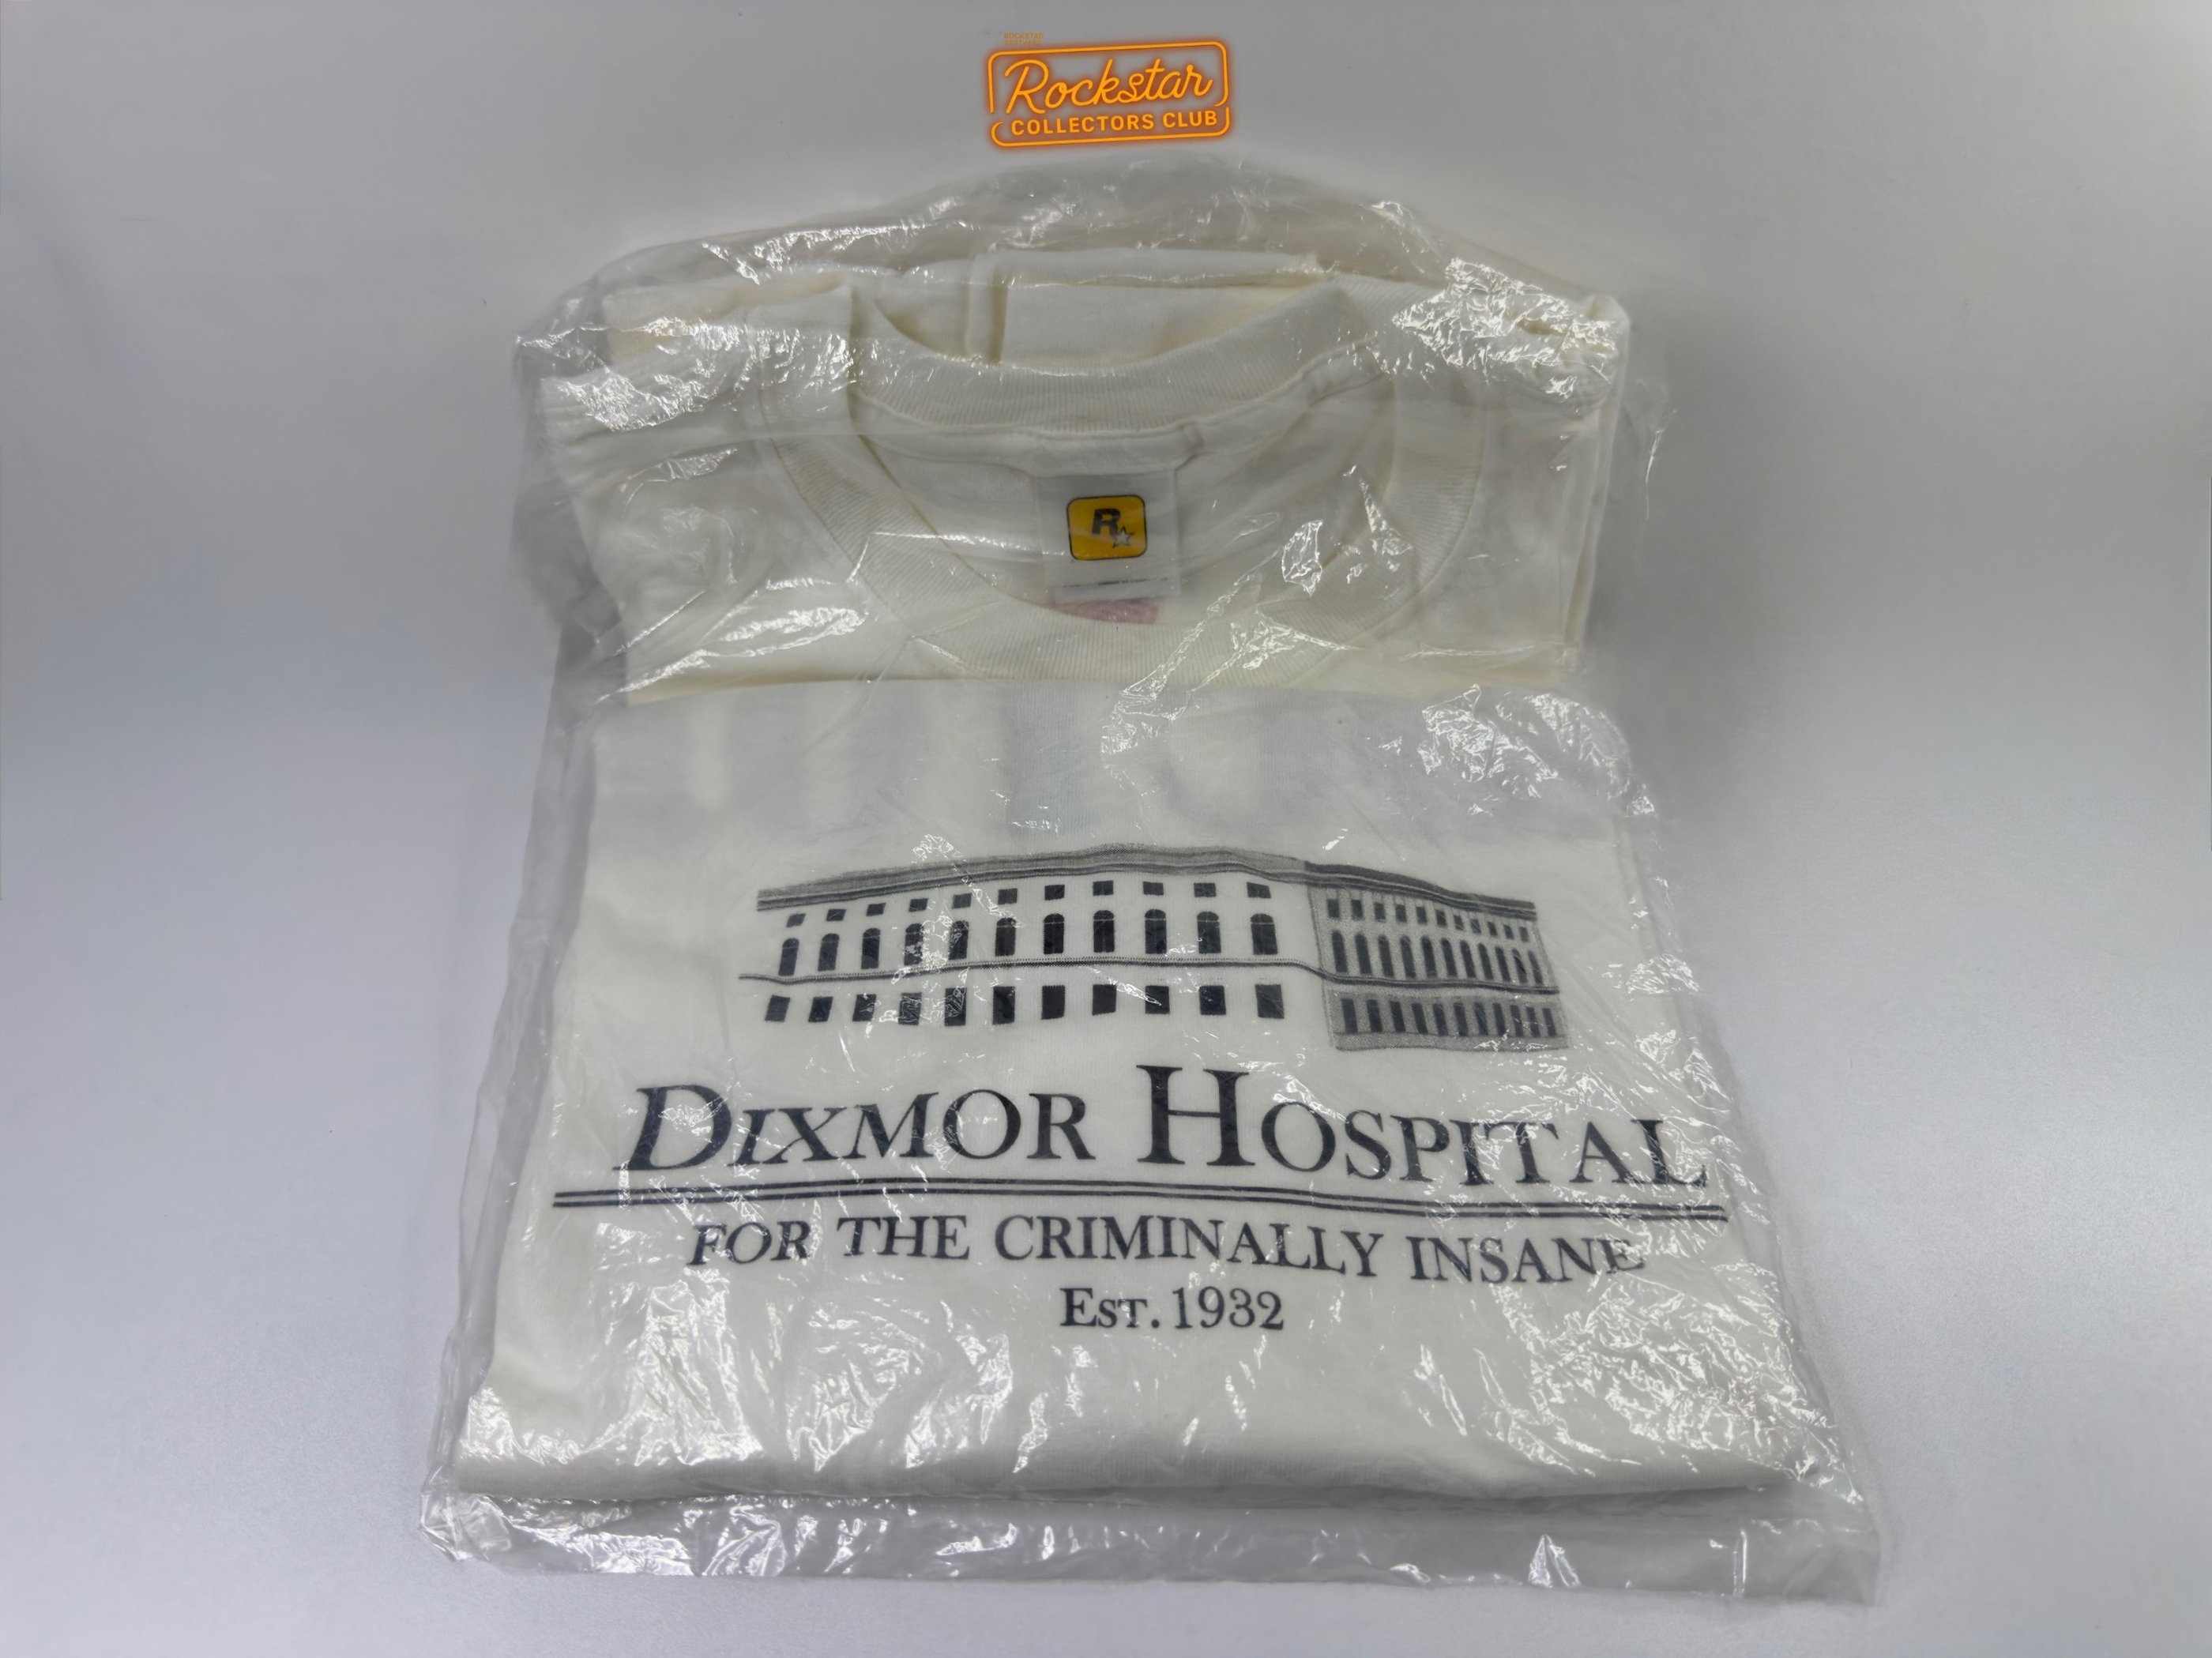 Rockstar
COLLECTORS CLUB
R
DIXMOR HOSPITAL
FOR THE CRIMINALLY INSANE
EST. 1932